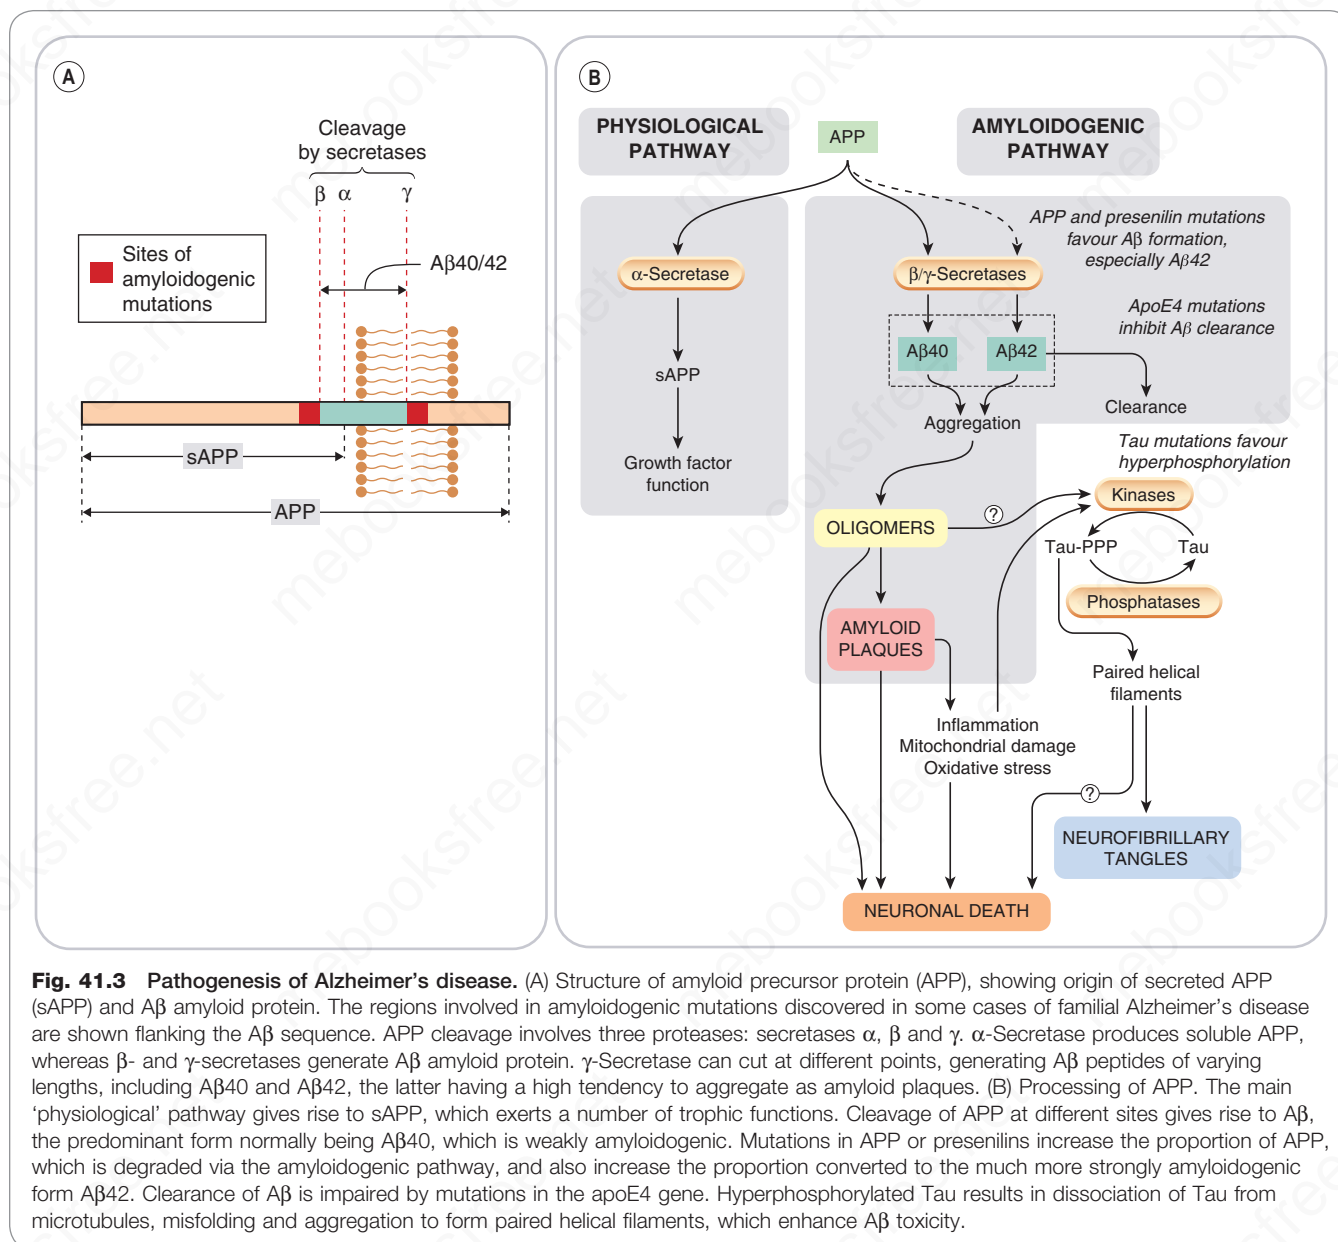 A
Cleavage
by secretases
β α γ
Sites of
amyloidogenic
mutations
Aβ40/42
sAPP
APP
B
PHYSIOLOGICAL
PATHWAY
APP
AMYLOIDOGENIC
PATHWAY
APP and presenilin mutations
favour Aβ formation,
especially Aβ42
α-Secretase
β/γ-Secretases
ApoE4 mutations
inhibit Aβ clearance
Aβ40
Aβ42
sAPP
Clearance
Aggregation
Growth factor
function
Tau mutations favour
hyperphosphorylation
Kinases
OLIGOMERS
?
Tau-PPP
Tau
Phosphatases
AMYLOID
PLAQUES
Paired helical
filaments
Inflammation
Mitochondrial damage
Oxidative stress
?
NEUROFIBRILLARY
TANGLES
NEURONAL DEATH
Fig. 41.3 Pathogenesis of Alzheimer's disease. (A) Structure of amyloid precursor protein (APP), showing origin of secreted APP
(sAPP) and Aβ amyloid protein. The regions involved in amyloidogenic mutations discovered in some cases of familial Alzheimer's disease
are shown flanking the Aβ sequence. APP cleavage involves three proteases: secretases α, β and γ. α-Secretase produces soluble APP,
whereas β- and γ-secretases generate Aβ amyloid protein. γ-Secretase can cut at different points, generating Aβ peptides of varying
lengths, including Aβ40 and Aβ42, the latter having a high tendency to aggregate as amyloid plaques. (B) Processing of APP. The main
'physiological' pathway gives rise to sAPP, which exerts a number of trophic functions. Cleavage of APP at different sites gives rise to Aβ,
the predominant form normally being Aβ40, which is weakly amyloidogenic. Mutations in APP or presenilins increase the proportion of APP,
which is degraded via the amyloidogenic pathway, and also increase the proportion converted to the much more strongly amyloidogenic
form Aβ42. Clearance of Aβ is impaired by mutations in the apoE4 gene. Hyperphosphorylated Tau results in dissociation of Tau from
microtubules, misfolding and aggregation to form paired helical filaments, which enhance Aβ toxicity.
mebooksfree.net